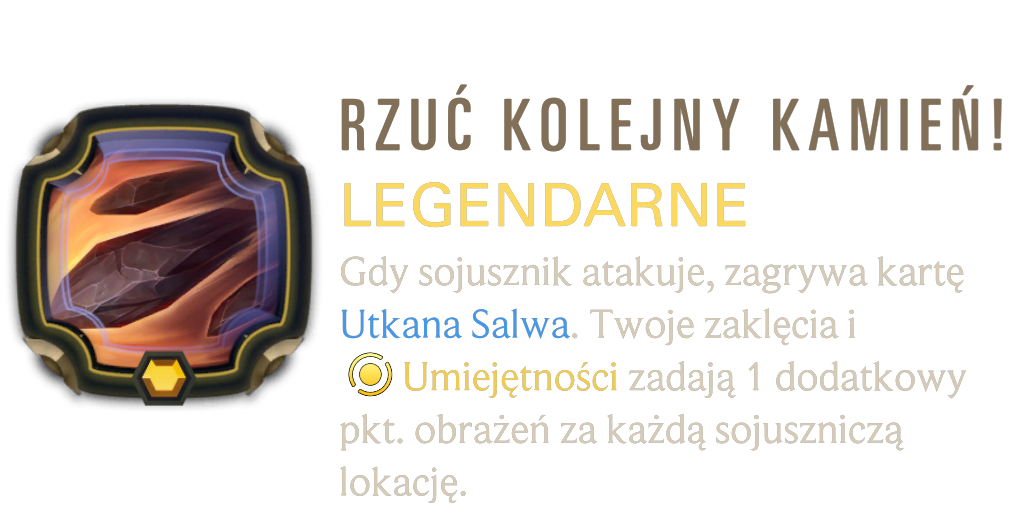 RZUĆ KOLEJNY KAMIEŃ!
LEGENDARNE
Gdy sojusznik atakuje, zagrywa kartę
Utkana Salwa. Twoje zaklęcia i
Umiejętności zadają 1 dodatkowy
pkt. obrażeń za każdą sojuszniczą
lokację.